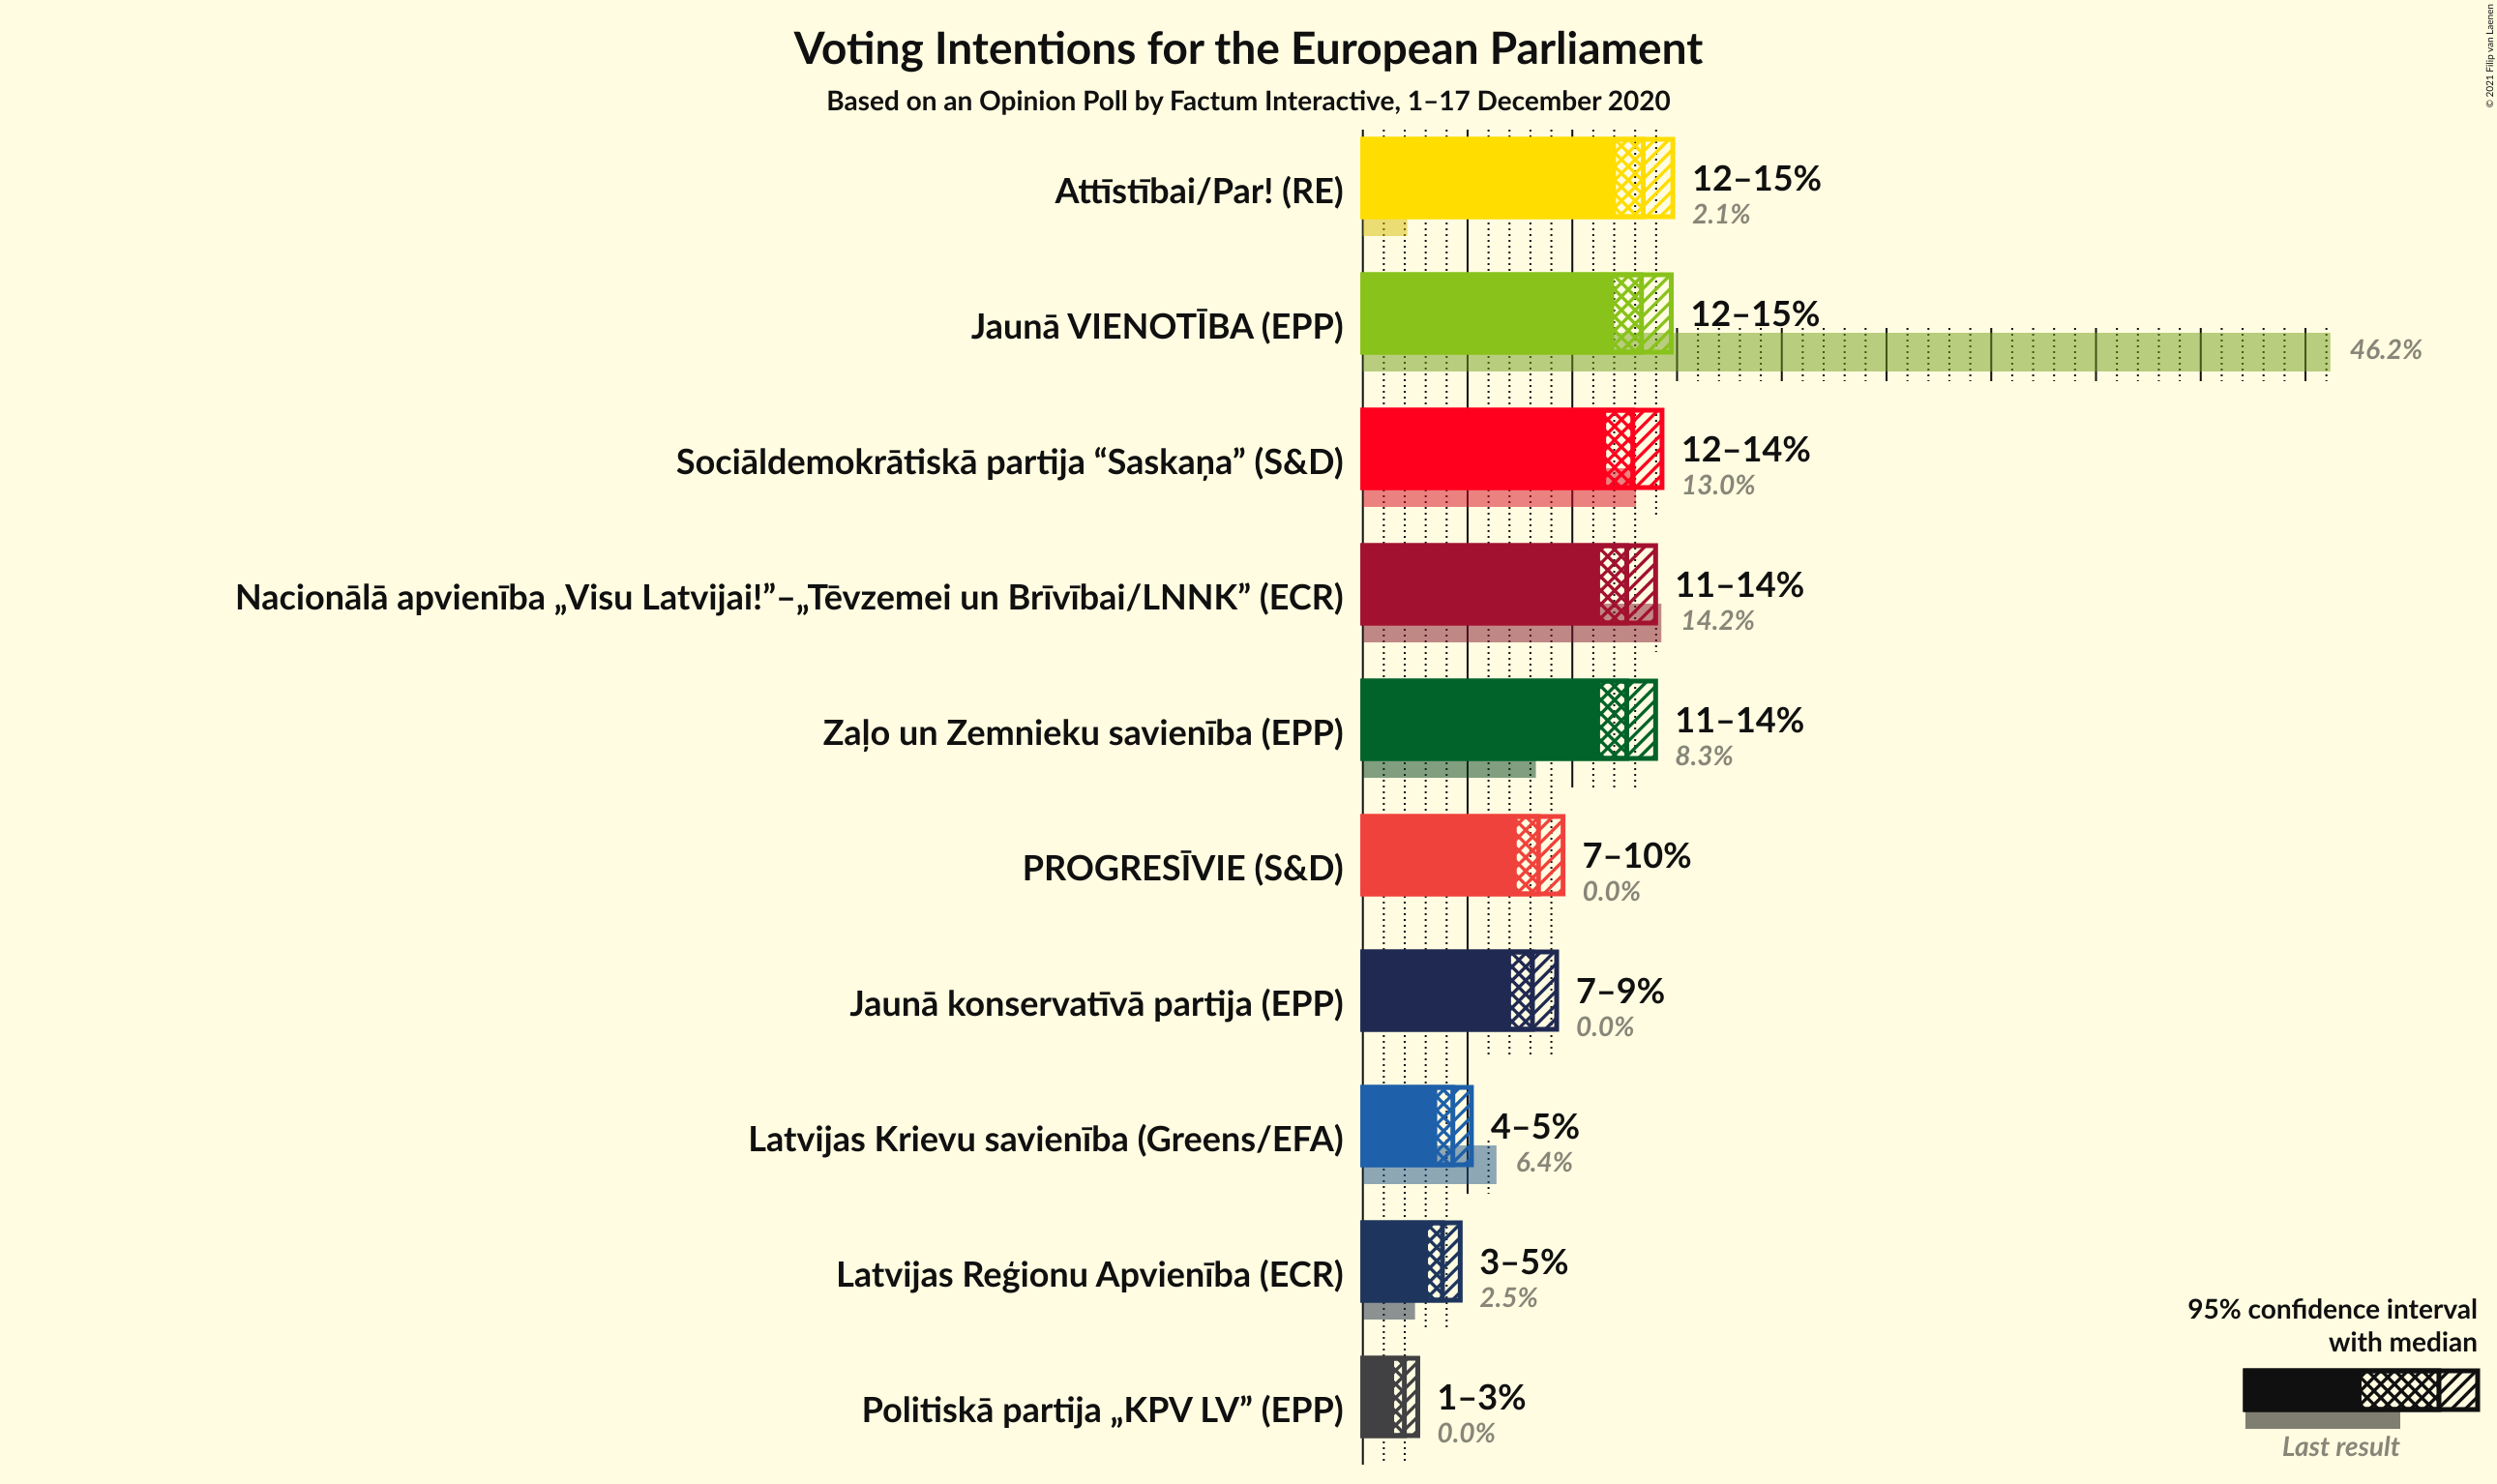 Voting Intentions for the European Parliament
Based on an Opinion Poll by Factum Interactive, 1–17 December 2020
© 2021 Filip van Laenen
Attīstībai/Par! (RE)
12–15%
2.1%
Jaunā VIENOTĪBA (EPP)
12–15%
46.2%
Sociāldemokrātiskā partija “Saskaņa” (S&D)
12–14%
13.0%
Nacionālā apvienība „Visu Latvijai!”–„Tēvzemei un Brīvībai/LNNK” (ECR)
11–14%
14.2%
Zaļo un Zemnieku savienība (EPP)
11–14%
8.3%
PROGRESĪVIE (S&D)
7–10%
0.0%
Jaunā konservatīvā partija (EPP)
7–9%
0.0%
Latvijas Krievu savienība (Greens/EFA)
4–5%
6.4%
Latvijas Reģionu Apvienība (ECR)
3–5%
2.5%
Politiskā partija „KPV LV” (EPP)
1–3%
0.0%
95% confidence interval
with median
Last result